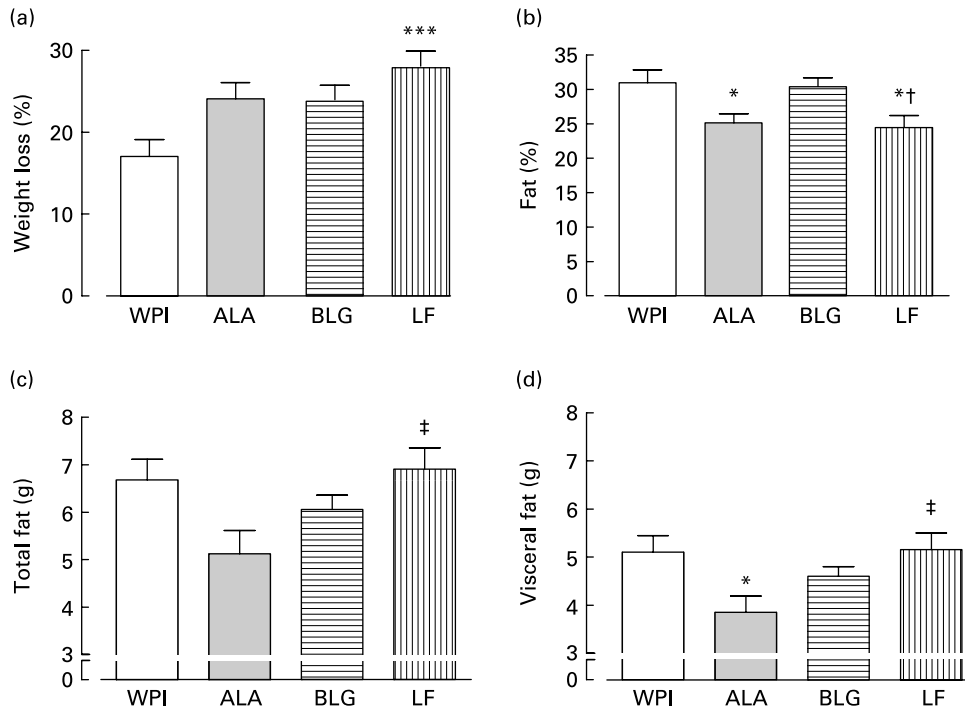 (a)
***
30
20
10
0
Weight loss (%)
WPI ALA BLG LF
(b)
35
30
25
20
15
10
5
0
Fat (%)
*
*†
WPI ALA BLG LF
(c)
8
7
6
5
4
3
0
Total fat (g)
‡
WPI ALA BLG LF
(d)
8
7
6
5
4
3
0
Visceral fat (g)
*
‡
WPI ALA BLG LF